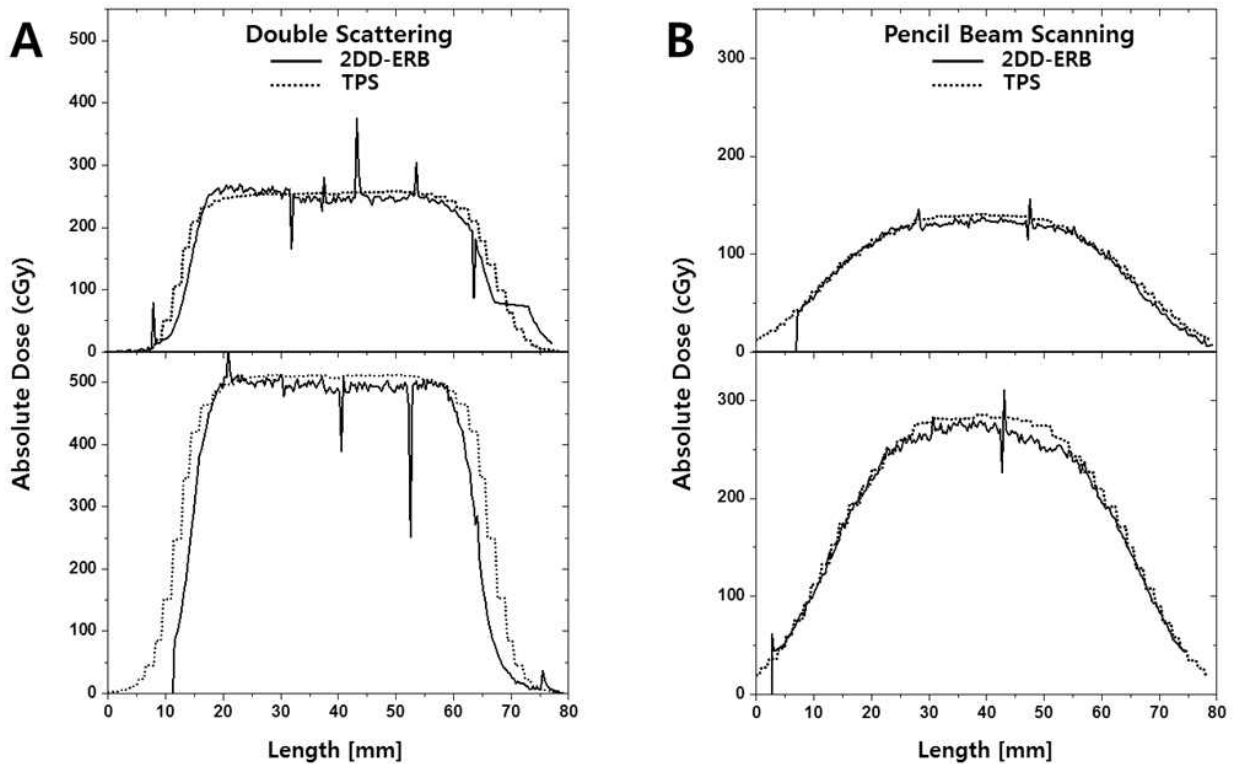 A
Double Scattering
2DD-ERB
TPS
Absolute Dose (cGy)
500
400
300
200
100
0
500
400
300
200
100
0
0 10 20 30 40 50 60 70 80
Length [mm]
B
Pencil Beam Scanning
2DD-ERB
TPS
Absolute Dose (cGy)
300
200
100
0
300
200
100
0
0 10 20 30 40 50 60 70 80
Length [mm]